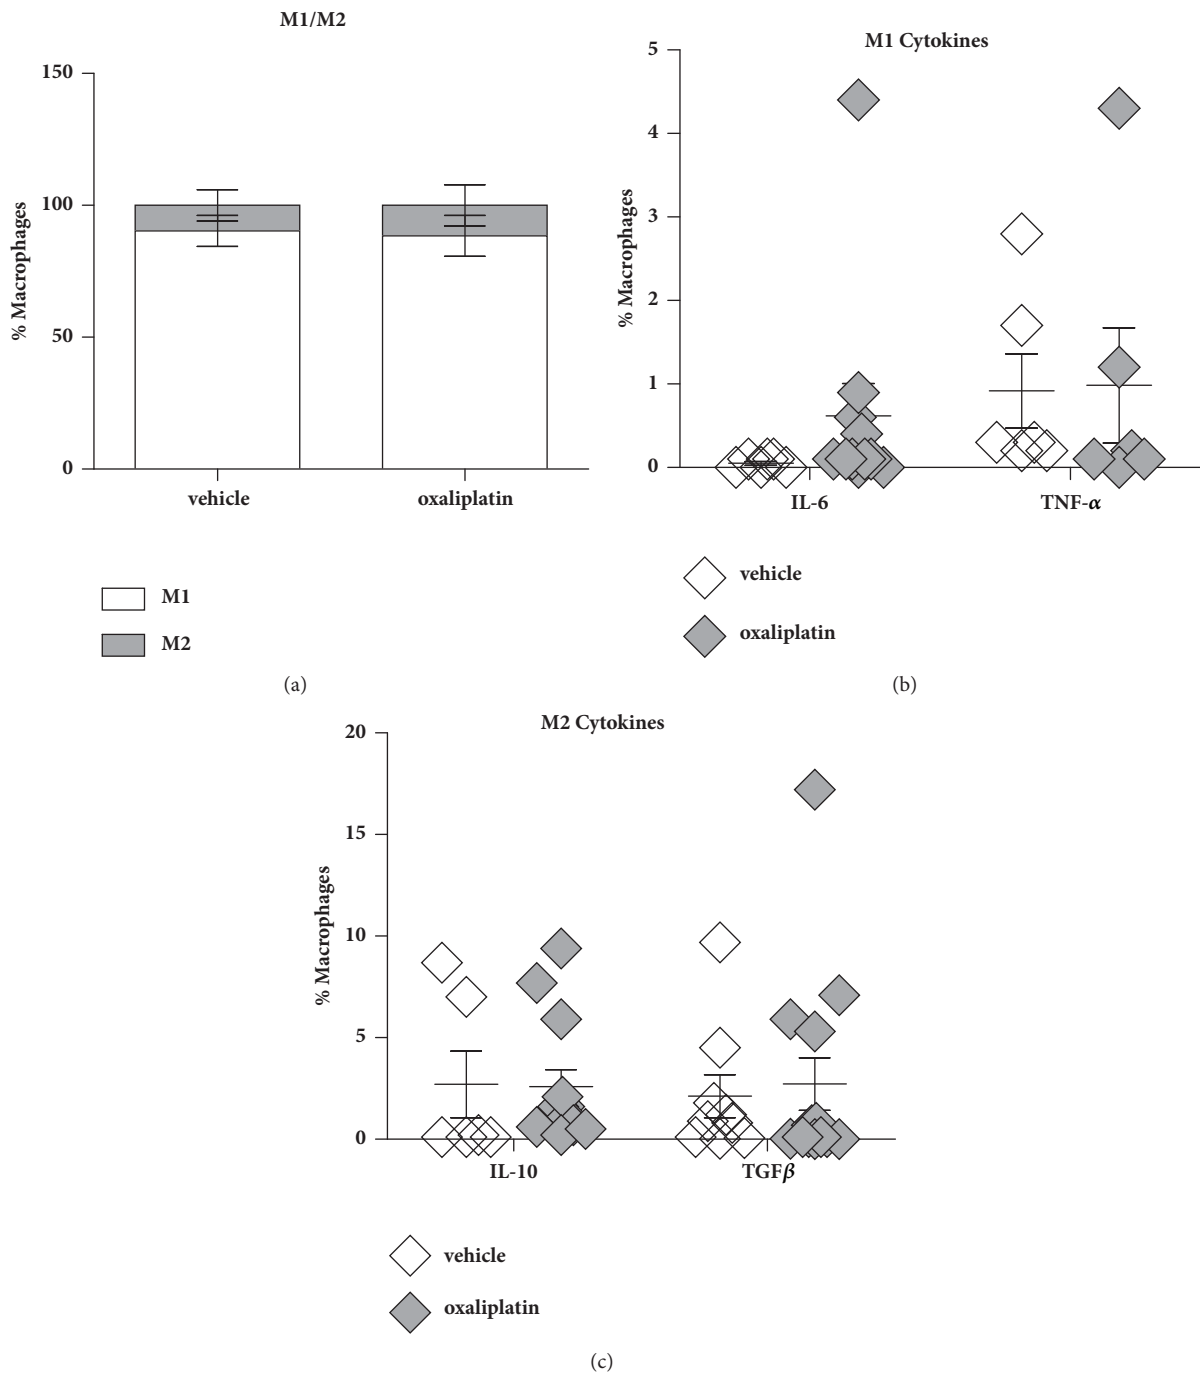 M1/M2
150
100
50
0
% Macrophages
vehicle
oxaliplatin
M1
M2
(a)
M1 Cytokines
5
4
3
2
1
0
% Macrophages
IL-6
TNF-α
vehicle
oxaliplatin
(b)
M2 Cytokines
20
15
10
5
0
% Macrophages
IL-10
TGFβ
vehicle
oxaliplatin
(c)